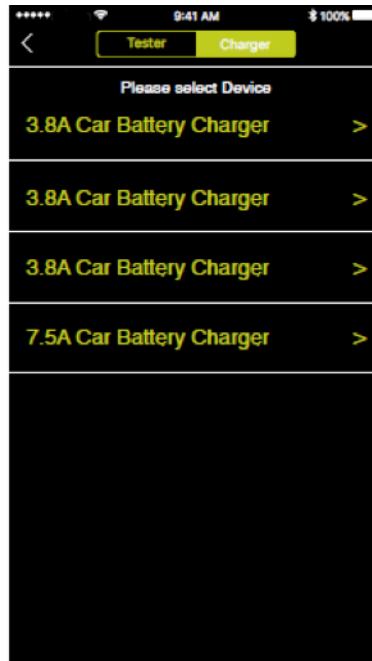 9:41 AM 100%
< Tester Charger
Please select Device
3.8A Car Battery Charger >
3.8A Car Battery Charger >
3.8A Car Battery Charger >
7.5A Car Battery Charger >